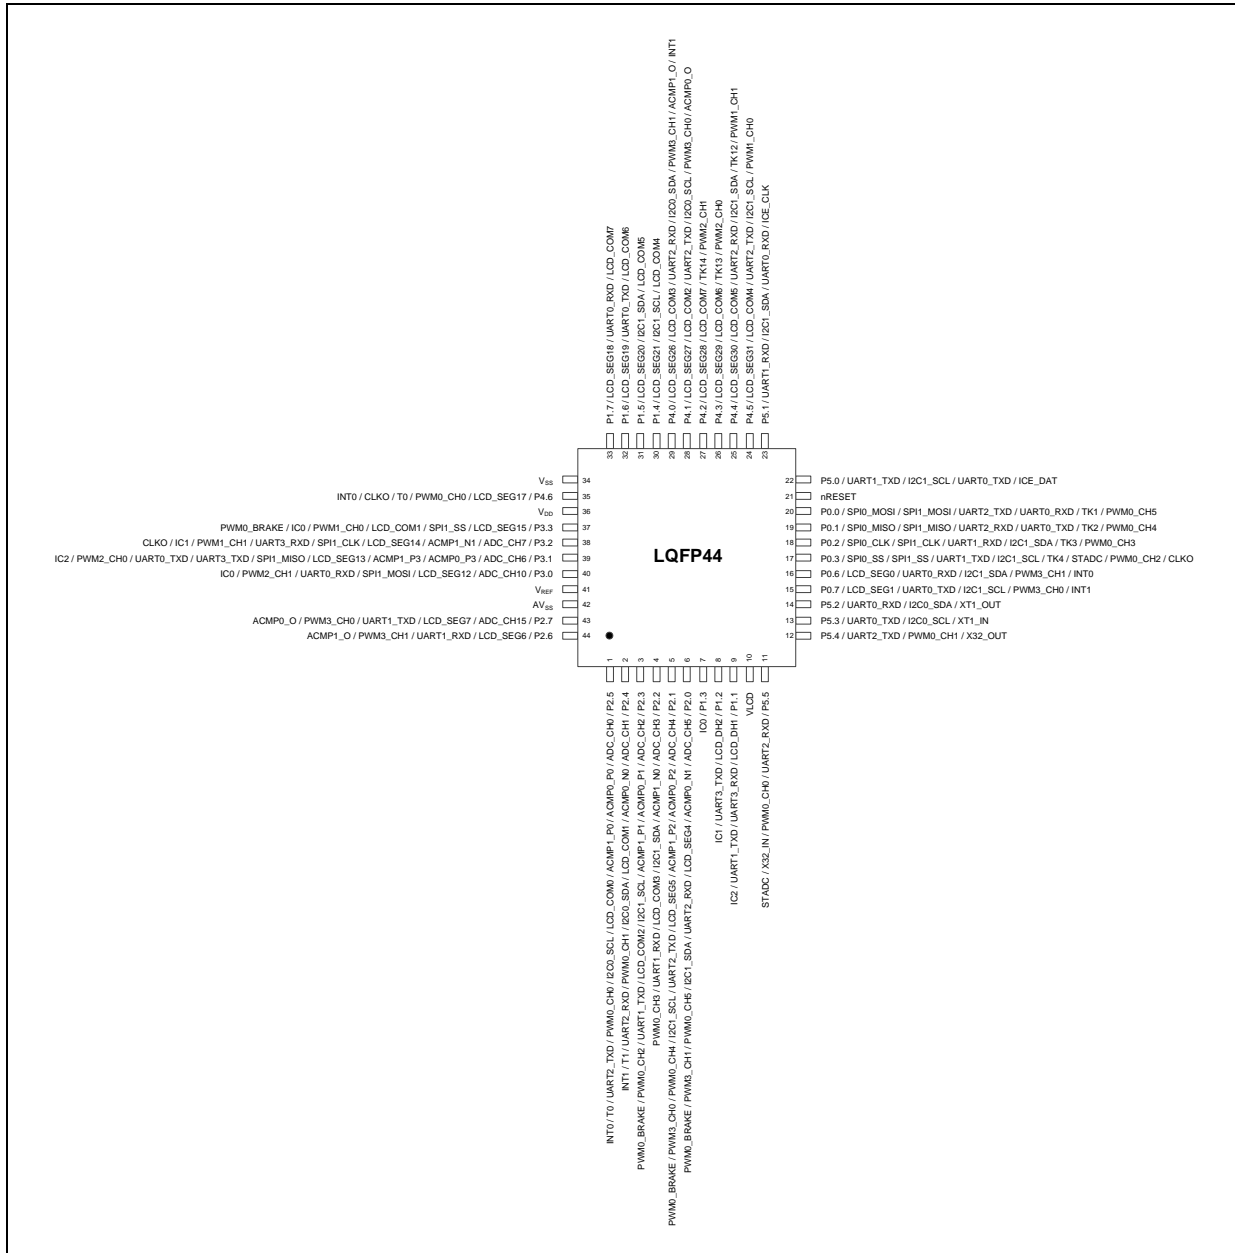 P1.7 / LCD_SEG18 / UART0_RXD / LCD_COM7
P1.6 / LCD_SEG19 / UART0_TXD / LCD_COM6
P1.5 / LCD_SEG20 / I2C1_SDA / LCD_COM5
P1.4 / LCD_SEG21 / I2C1_SCL / LCD_COM4
P4.0 / LCD_SEG26 / LCD_COM3 / UART2_RXD / I2C0_SDA / PWM3_CH1 / ACMP1_O / INT1
P4.1 / LCD_SEG27 / LCD_COM2 / UART2_TXD / I2C0_SCL / PWM3_CH0 / ACMP0_O
P4.2 / LCD_SEG28 / LCD_COM7 / TK14 / PWM2_CH1
P4.3 / LCD_SEG29 / LCD_COM6 / TK13 / PWM2_CH0
P4.4 / LCD_SEG30 / LCD_COM5 / UART2_RXD / I2C1_SDA / TK12 / PWM1_CH1
P4.5 / LCD_SEG31 / LCD_COM4 / UART2_TXD / I2C1_SCL / PWM1_CH0
P5.1 / UART1_RXD / I2C1_SDA / UART0_RXD / ICE_CLK
33 32 31 30 29 28 27 26 25 24 23
VSS 34
INT0 / CLKO / T0 / PWM0_CH0 / LCD_SEG17 / P4.6 35
VDD 36
PWM0_BRAKE / IC0 / PWM1_CH0 / LCD_COM1 / SPI1_SS / LCD_SEG15 / P3.3 37
CLKO / IC1 / PWM1_CH1 / UART3_RXD / SPI1_CLK / LCD_SEG14 / ACMP1_N1 / ADC_CH7 / P3.2 38
IC2 / PWM2_CH0 / UART0_TXD / UART3_TXD / SPI1_MISO / LCD_SEG13 / ACMP1_P3 / ACMP0_P3 / ADC_CH6 / P3.1 39
IC0 / PWM2_CH1 / UART0_RXD / SPI1_MOSI / LCD_SEG12 / ADC_CH10 / P3.0 40
VREF 41
AVSS 42
ACMP0_O / PWM3_CH0 / UART1_TXD / LCD_SEG7 / ADC_CH15 / P2.7 43
ACMP1_O / PWM3_CH1 / UART1_RXD / LCD_SEG6 / P2.6 44
LQFP44
22 P5.0 / UART1_TXD / I2C1_SCL / UART0_TXD / ICE_DAT
21 nRESET
20 P0.0 / SPI0_MOSI / SPI1_MOSI / UART2_TXD / UART0_RXD / TK1 / PWM0_CH5
19 P0.1 / SPI0_MISO / SPI1_MISO / UART2_RXD / UART0_TXD / TK2 / PWM0_CH4
18 P0.2 / SPI0_CLK / SPI1_CLK / UART1_RXD / I2C1_SDA / TK3 / PWM0_CH3
17 P0.3 / SPI0_SS / SPI1_SS / UART1_TXD / I2C1_SCL / TK4 / STADC / PWM0_CH2 / CLKO
16 P0.6 / LCD_SEG0 / UART0_RXD / I2C1_SDA / PWM3_CH1 / INT0
15 P0.7 / LCD_SEG1 / UART0_TXD / I2C1_SCL / PWM3_CH0 / INT1
14 P5.2 / UART0_RXD / I2C0_SDA / XT1_OUT
13 P5.3 / UART0_TXD / I2C0_SCL / XT1_IN
12 P5.4 / UART2_TXD / PWM0_CH1 / X32_OUT
1 2 3 4 5 6 7 8 9 10 11
INT0 / T0 / UART2_TXD / PWM0_CH0 / I2C0_SCL / LCD_COM0 / ACMP1_P0 / ACMP0_P0 / ADC_CH0 / P2.5
INT1 / T1 / UART2_RXD / PWM0_CH1 / I2C0_SDA / LCD_COM1 / ACMP0_N0 / ADC_CH1 / P2.4
PWM0_BRAKE / PWM0_CH2 / UART1_TXD / LCD_COM2 / I2C1_SCL / ACMP1_P1 / ACMP0_P1 / ADC_CH2 / P2.3
PWM0_CH3 / UART1_RXD / LCD_COM3 / I2C1_SDA / ACMP1_N0 / ADC_CH3 / P2.2
PWM0_BRAKE / PWM3_CH0 / PWM0_CH4 / I2C1_SCL / UART2_TXD / LCD_SEG5 / ACMP1_P2 / ACMP0_P2 / ADC_CH4 / P2.1
PWM0_BRAKE / PWM3_CH1 / PWM0_CH5 / I2C1_SDA / UART2_RXD / LCD_SEG4 / ACMP0_N1 / ADC_CH5 / P2.0
IC0 / P1.3
IC1 / UART3_TXD / LCD_DH2 / P1.2
IC2 / UART1_TXD / UART3_RXD / LCD_DH1 / P1.1
VLCD
STADC / X32_IN / PWM0_CH0 / UART2_RXD / P5.5